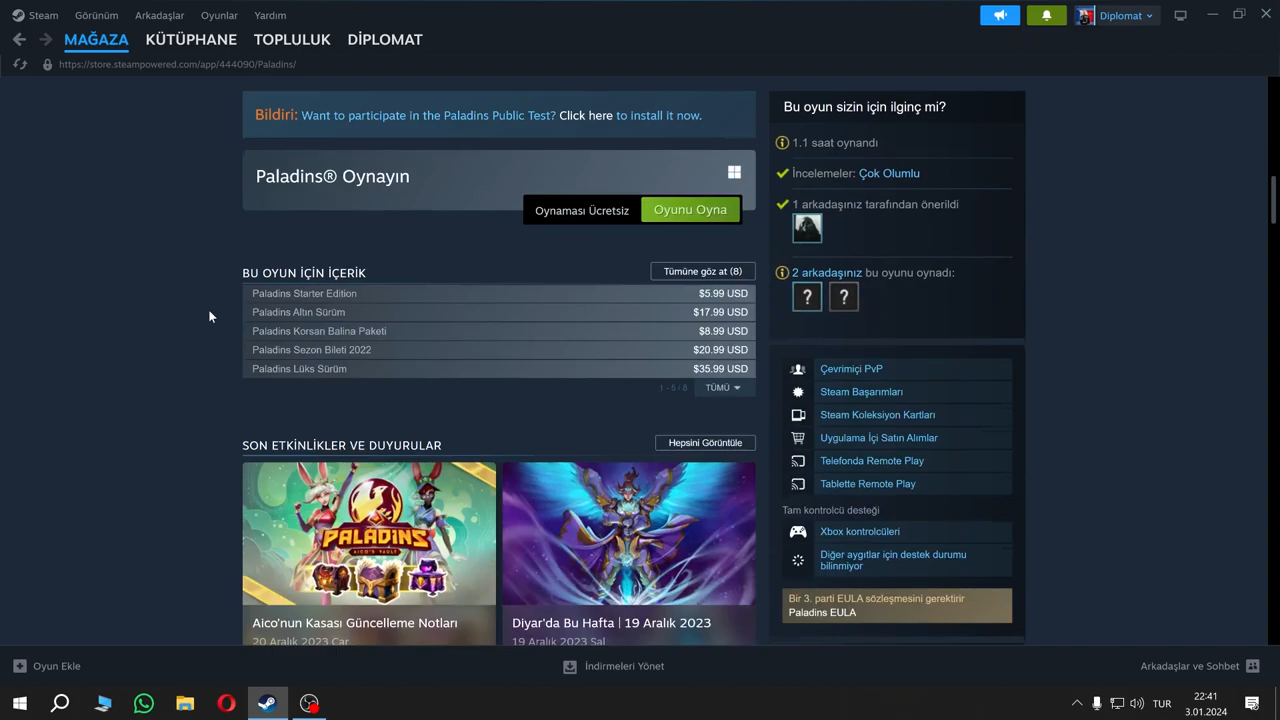 Steam Görünüm Arkadaşlar Oyunlar Yardım Diplomat
MAĞAZA KÜTÜPHANE TOPLULUK DİPLOMAT
https://store.steampowered.com/app/444090/Paladins/
Bildiri: Want to participate in the Paladins Public Test? Click here to install it now.
Paladins® Oynayın
Oynaması Ücretsiz Oyunu Oyna
BU OYUN İÇİN İÇERİK Tümüne göz at (8)
Paladins Starter Edition $5.99 USD
Paladins Altın Sürüm $17.99 USD
Paladins Korsan Balina Paketi $8.99 USD
Paladins Sezon Bileti 2022 $20.99 USD
Paladins Lüks Sürüm $35.99 USD
1 - 5 / 8 TÜMÜ
SON ETKİNLİKLER VE DUYURULAR Hepsini Görüntüle
PALADINS
AICO'S VAULT
Aico'nun Kasası Güncelleme Notları
20 Aralık 2023 Çar
Diyar'da Bu Hafta | 19 Aralık 2023
19 Aralık 2023 Sal
Bu oyun sizin için ilginç mi?
1.1 saat oynandı
İncelemeler: Çok Olumlu
1 arkadaşınız tarafından önerildi
2 arkadaşınız bu oyunu oynadı:
? ?
Çevrimiçi PvP
Steam Başarımları
Steam Koleksiyon Kartları
Uygulama İçi Satın Alımlar
Telefonda Remote Play
Tablette Remote Play
Tam kontrolcü desteği
Xbox kontrolcüleri
Diğer aygıtlar için destek durumu
bilinmiyor
Bir 3. parti EULA sözleşmesini gerektirir
Paladins EULA
Oyun Ekle İndirmeleri Yönet Arkadaşlar ve Sohbet
TUR
22:41
3.01.2024